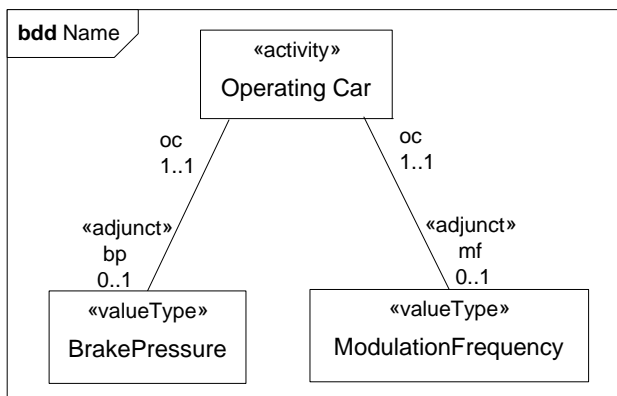 bdd Name
«activity»
Operating Car
oc
1..1
oc
1..1
«adjunct»
bp
0..1
«adjunct»
mf
0..1
«valueType»
BrakePressure
«valueType»
ModulationFrequency